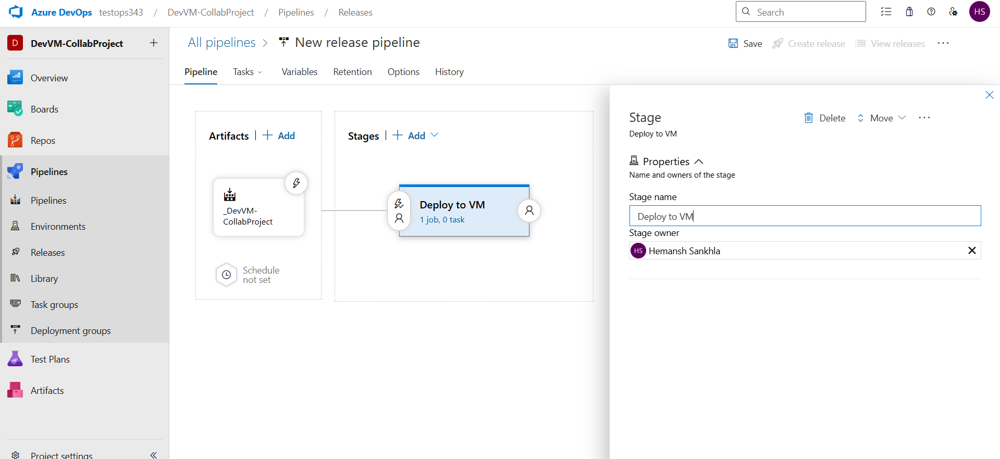 Azure DevOps testops343 / DevVM-CollabProject / Pipelines / Releases
Search
HS
D DevVM-CollabProject
Overview
Boards
Repos
Pipelines
Pipelines
Environments
Releases
Library
Task groups
Deployment groups
Test Plans
Artifacts
Project settings
All pipelines > New release pipeline
Save Create release View releases
Pipeline Tasks Variables Retention Options History
Artifacts | + Add
_DevVM-
CollabProject
Schedule
not set
Stages | + Add
Deploy to VM
1 job, 0 task
Stage
Delete Move
Deploy to VM
Properties
Name and owners of the stage
Stage name
Deploy to VM
Stage owner
HS Hemansh Sankhla